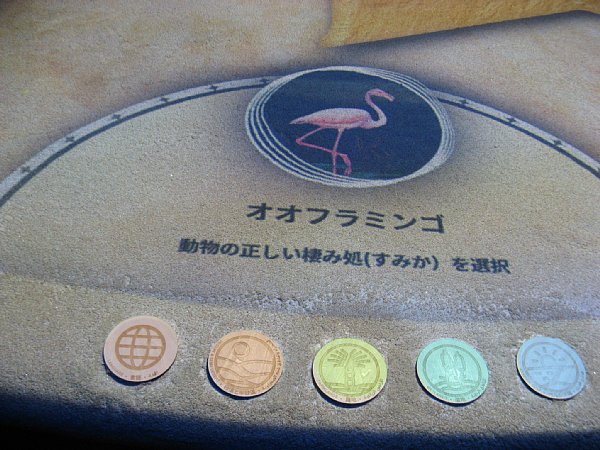 オオフラミンゴ
動物の正しい棲み処(すみか) を選択